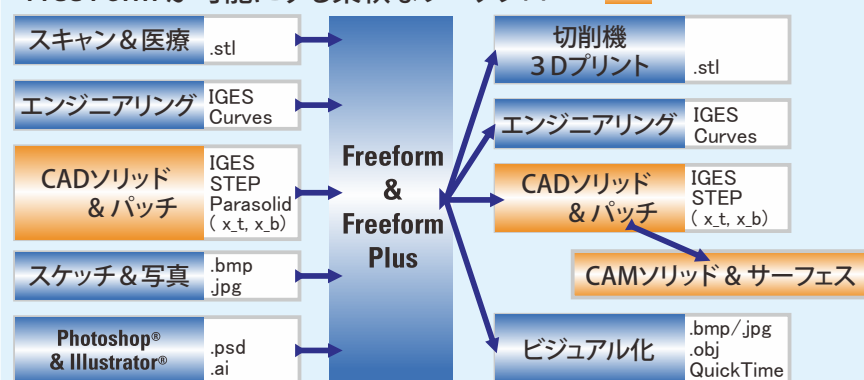 スキャン&医療
.stl
エンジニアリング
IGES
Curves
CADソリッド
&パッチ
IGES
STEP
Parasolid
( x_t, x_b)
スケッチ&写真
.bmp
.jpg
Photoshop®
& Illustrator®
.psd
.ai
Freeform
&
Freeform
Plus
切削機
3Dプリント
.stl
エンジニアリング
IGES
Curves
CADソリッド
&パッチ
IGES
STEP
( x_t, x_b)
CAMソリッド & サーフェス
ビジュアル化
.bmp/jpg
.obj
QuickTime